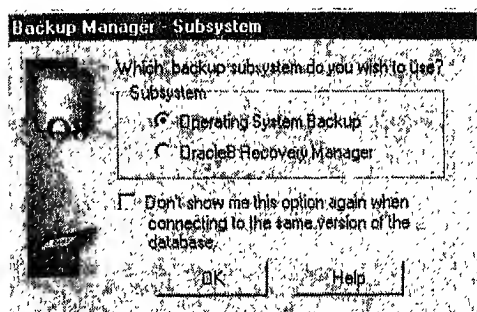 Backup Manager - Subsystem
Which backup subsystem do you wish to use?
Subsystem
Operating System Backup
Oracle8 Recovery Manager
Don't show me this option again when
connecting to the same version of the
database.
OK
Help